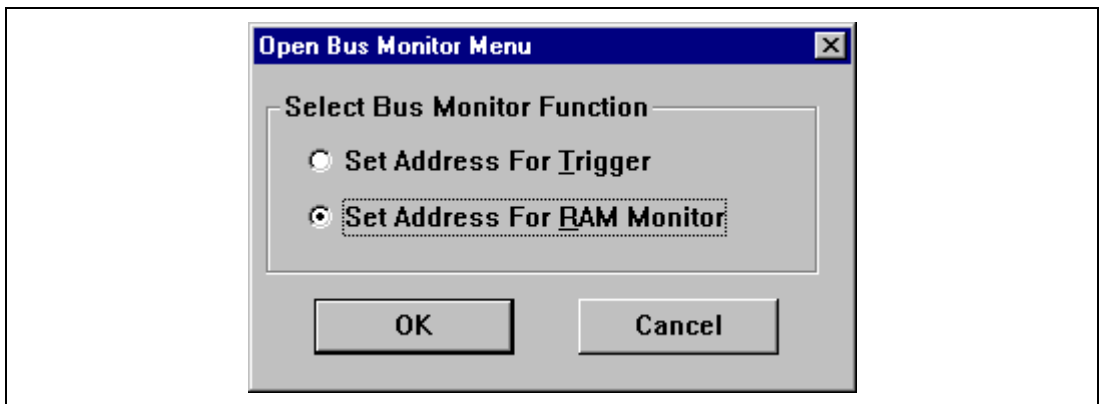 Open Bus Monitor Menu
Select Bus Monitor Function
Set Address For Trigger
Set Address For RAM Monitor
OK
Cancel